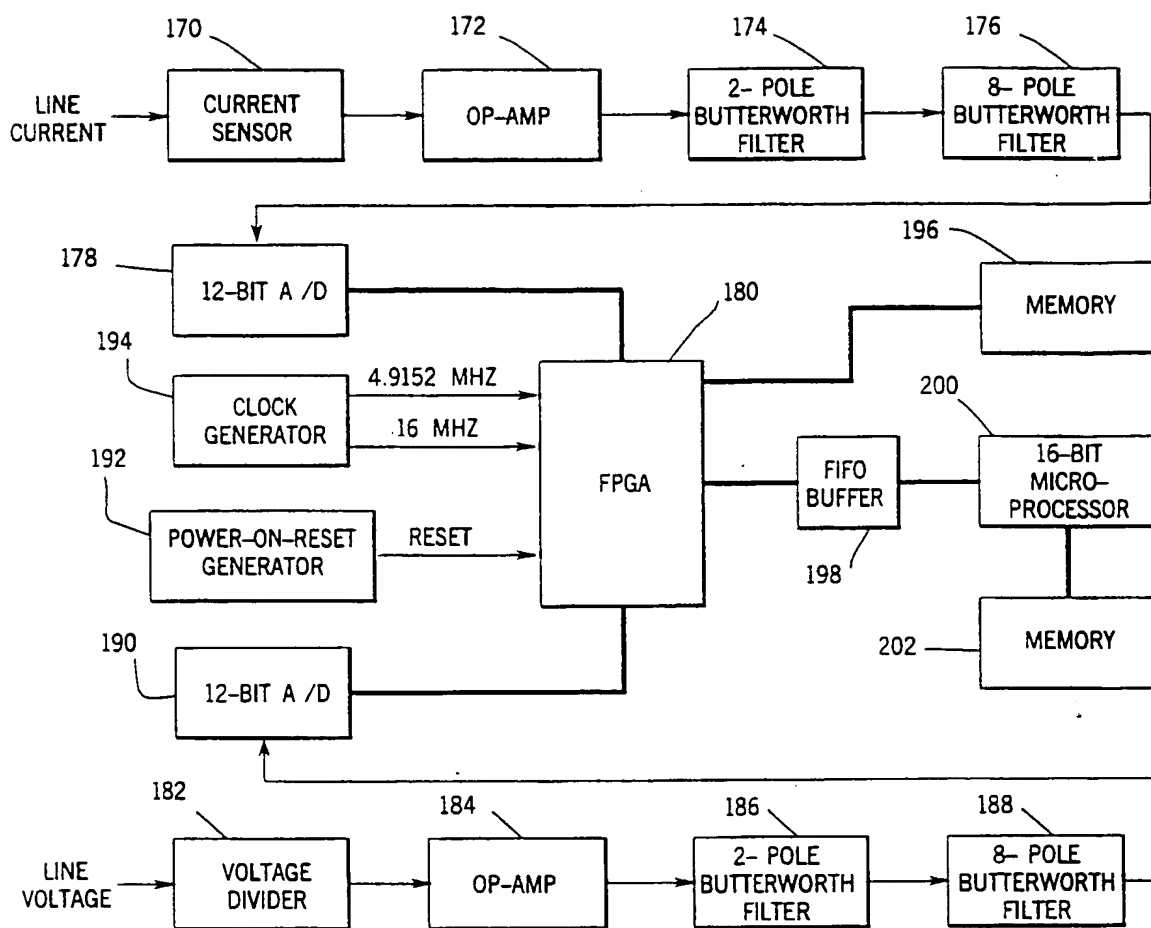 170
172
174
176
LINE
CURRENT
CURRENT
SENSOR
OP-AMP
2- POLE
BUTTERWORTH
FILTER
8- POLE
BUTTERWORTH
FILTER
178
12-BIT A /D
180
196
MEMORY
194
CLOCK
GENERATOR
4.9152 MHZ
16 MHZ
FPGA
200
FIFO
BUFFER
198
16-BIT
MICRO-
PROCESSOR
192
POWER-ON-RESET
GENERATOR
RESET
202
MEMORY
190
12-BIT A /D
182
184
186
188
LINE
VOLTAGE
VOLTAGE
DIVIDER
OP-AMP
2- POLE
BUTTERWORTH
FILTER
8- POLE
BUTTERWORTH
FILTER